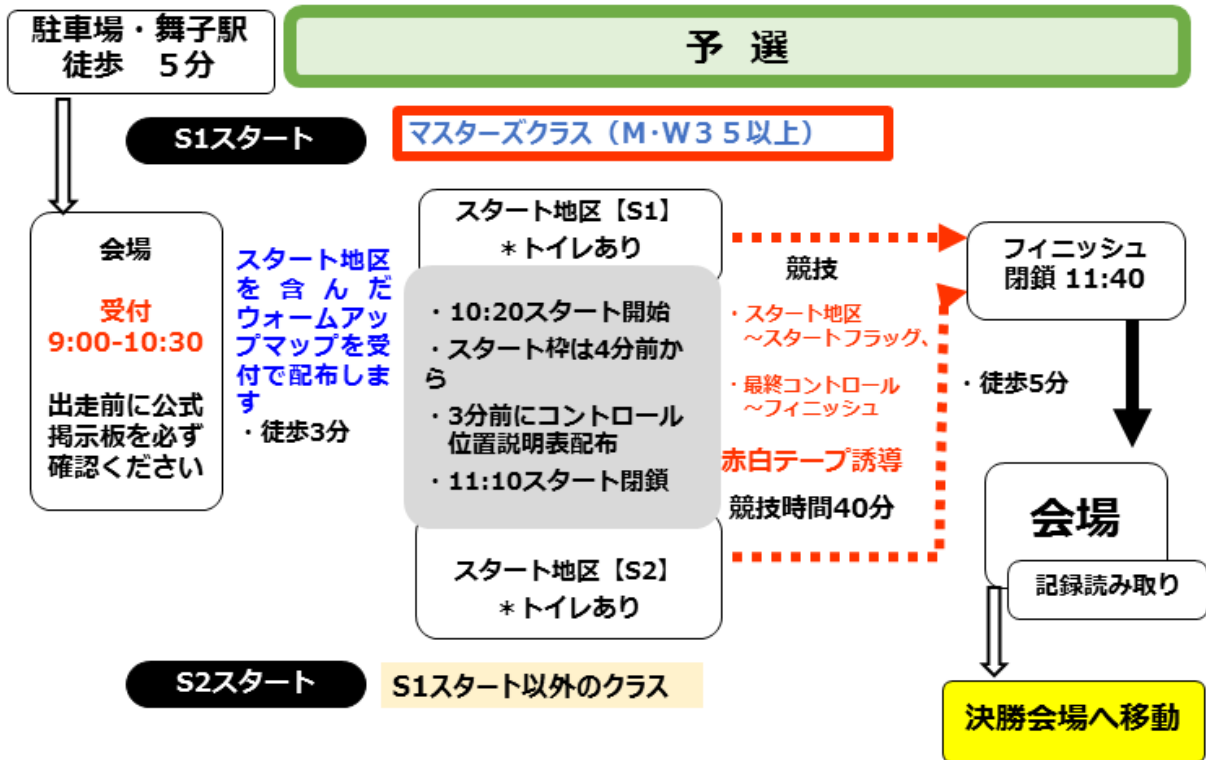 駐車場・舞子駅
徒歩　５分
予 選
S1スタート
マスターズクラス（M･W３５以上）
会場
受付
9:00-10:30
出走前に公式
掲示板を必ず
確認ください
スタート地区
を含んだ
ウォームアッ
プマップを受
付で配布しま
す
・徒歩3分
スタート地区【S1】
＊トイレあり
・10:20スタート開始
・スタート枠は4分前か
ら
・3分前にコントロール
位置説明表配布
・11:10スタート閉鎖
スタート地区【S2】
＊トイレあり
競技
・スタート地区
～スタートフラッグ、
・最終コントロール
～フィニッシュ
赤白テープ誘導
競技時間40分
フィニッシュ
閉鎖 11:40
・徒歩5分
会場
記録読み取り
S2スタート
S1スタート以外のクラス
決勝会場へ移動